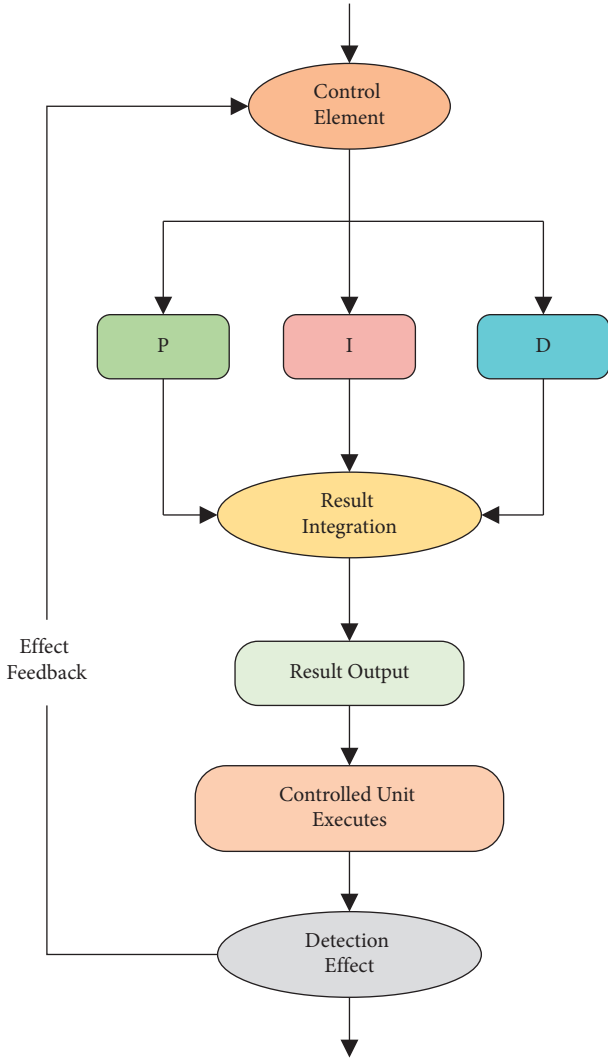 Control
Element
P
I
D
Result
Integration
Result Output
Effect
Feedback
Controlled Unit
Executes
Detection
Effect